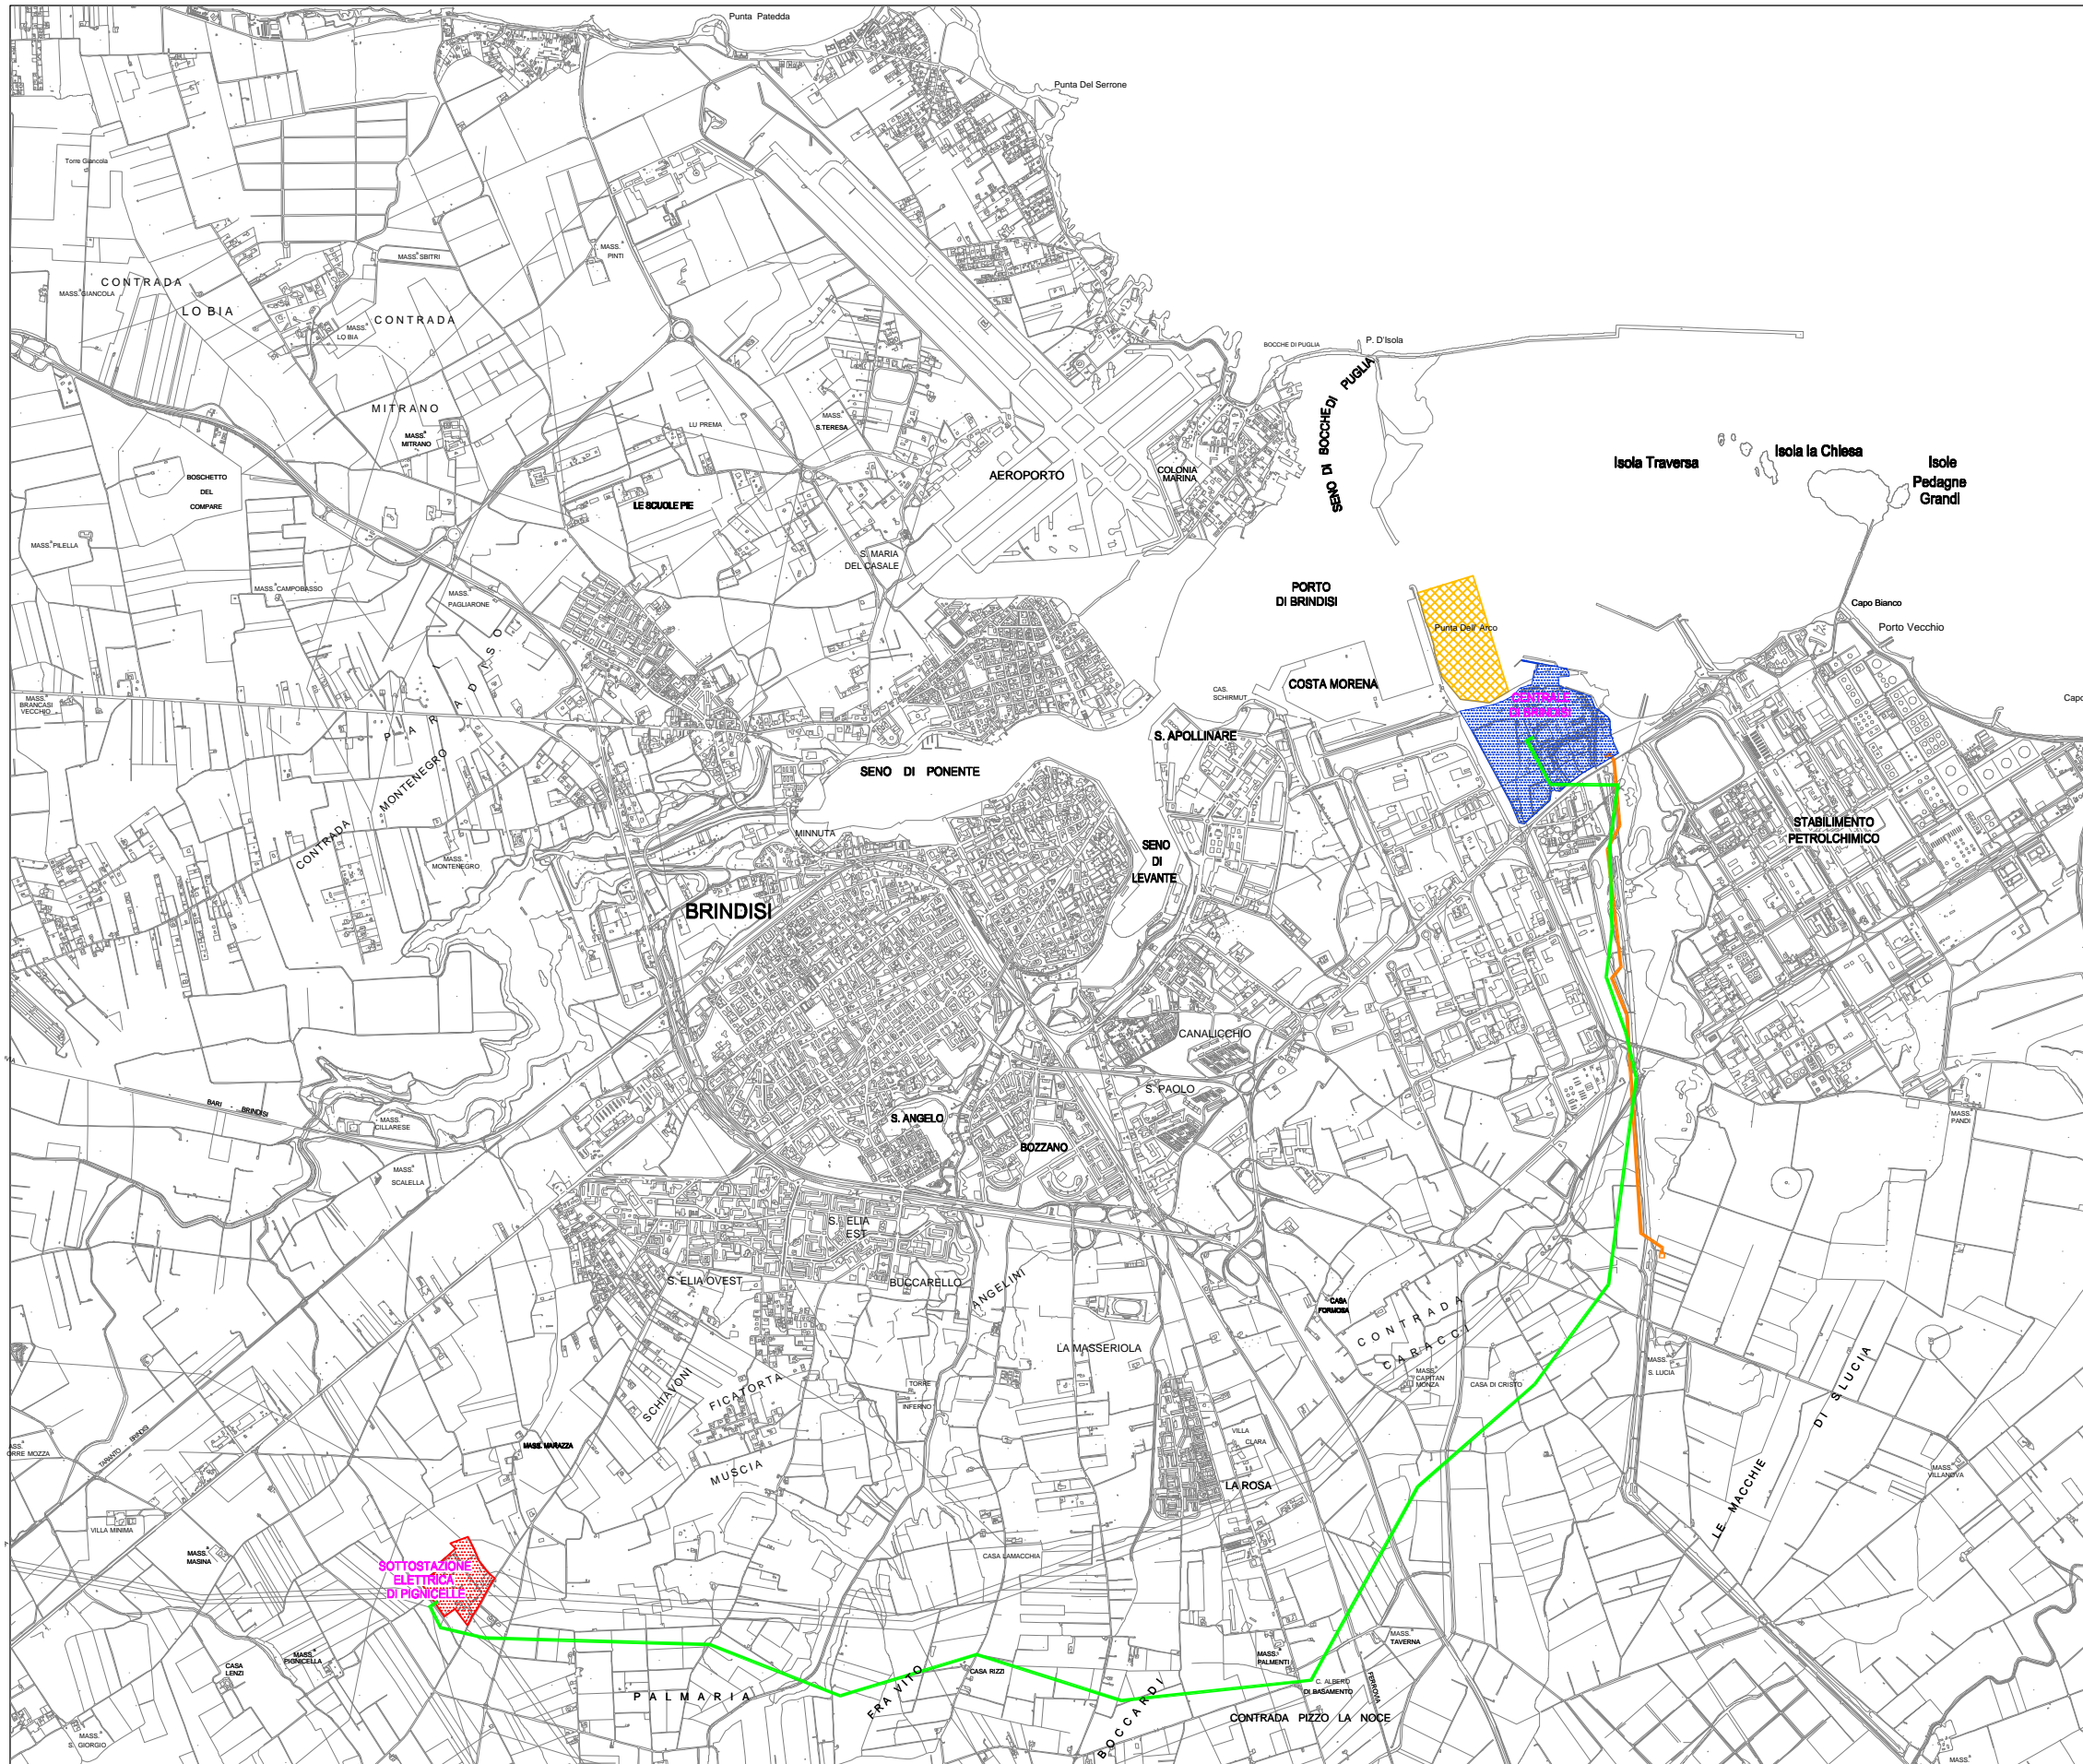 Punta Patedda
Punta Del Serrone
Torre Giancola
MASS.ª SBITRI
MASS.ª
PINTI
CONTRADA
LO BIA
MASS.ª GIANCOLA
CONTRADA
MITRANO
MASS.ª
LO BIA
MASS.ª
MITRANO
BOSCHETTO
DEL
COMPARE
MASS.ª PILELLA
MASS.ª CAMPOBASSO
MASS.ª
PAGLIARONE
LE SCUOLE PIE
LU PREMA
MASS.ª
S.TERESA
S. MARIA
DEL CASALE
AEROPORTO
COLONIA
MARINA
BOCCHE DI PUGLIA
P. D'Isola
SENO DI BOCCHE DI PUGLIA
Isola Traversa
Isola la Chiesa
Isole
Pedagne
Grandi
PORTO
DI BRINDISI
Punta Dell' Arco
Capo Bianco
Porto Vecchio
Capo
COSTA MORENA
CAS.
SCHIRMUT
CENTRALE
DI BRINDISI
S. APOLLINARE
SENO DI PONENTE
SENO
DI
LEVANTE
STABILIMENTO
PETROLCHIMICO
MASS.ª
BRANCASI
VECCHIO
PARADISO
CONTRADA
MONTENEGRO
MASS.ª
MONTENEGRO
MINNUTA
BRINDISI
CANALICCHIO
S. PAOLO
S. ANGELO
BOZZANO
BARI - BRINDISI
MASS.ª
CILLARESE
MASS.ª
SCALELLA
MASS.
PANDI
S. ELIA
EST
S. ELIA OVEST
BUCCARELLO
ANGELINI
CASA
FORMOSA
CONTRADA
CARACCI
LA MASSERIOLA
MASS.ª
CAPITAN
MONZA
CASA DI CRISTO
MASS.
S. LUCIA
LE MACCHIE DI S.LUCIA
SCHIAVONI
FICATORTA
TORRE
INFERNO
MUSCIA
MASS. MARAZZA
VILLA
CLARA
LA ROSA
MASS.ª
VILLANOVA
ASS.
ORRE MOZZA
TARANTO - BRINDISI
VILLA MINIMA
MASS.ª
MASINA
SOTTOSTAZIONE
ELETTRICA
DI PIGNICELLE
CASA LAMACCHIA
CASA
LENZI
MASS.ª
PIGNICELLA
MASS.ª
S. GIORGIO
PALMARIA
FRA VITO
CASA RIZZI
BOCCARDI
MASS.ª
PALMENTI
MASS.ª
TAVERNA
C. ALBERO
DI BASAMENTO
FERROVIA
CONTRADA PIZZO LA NOCE
MASS.